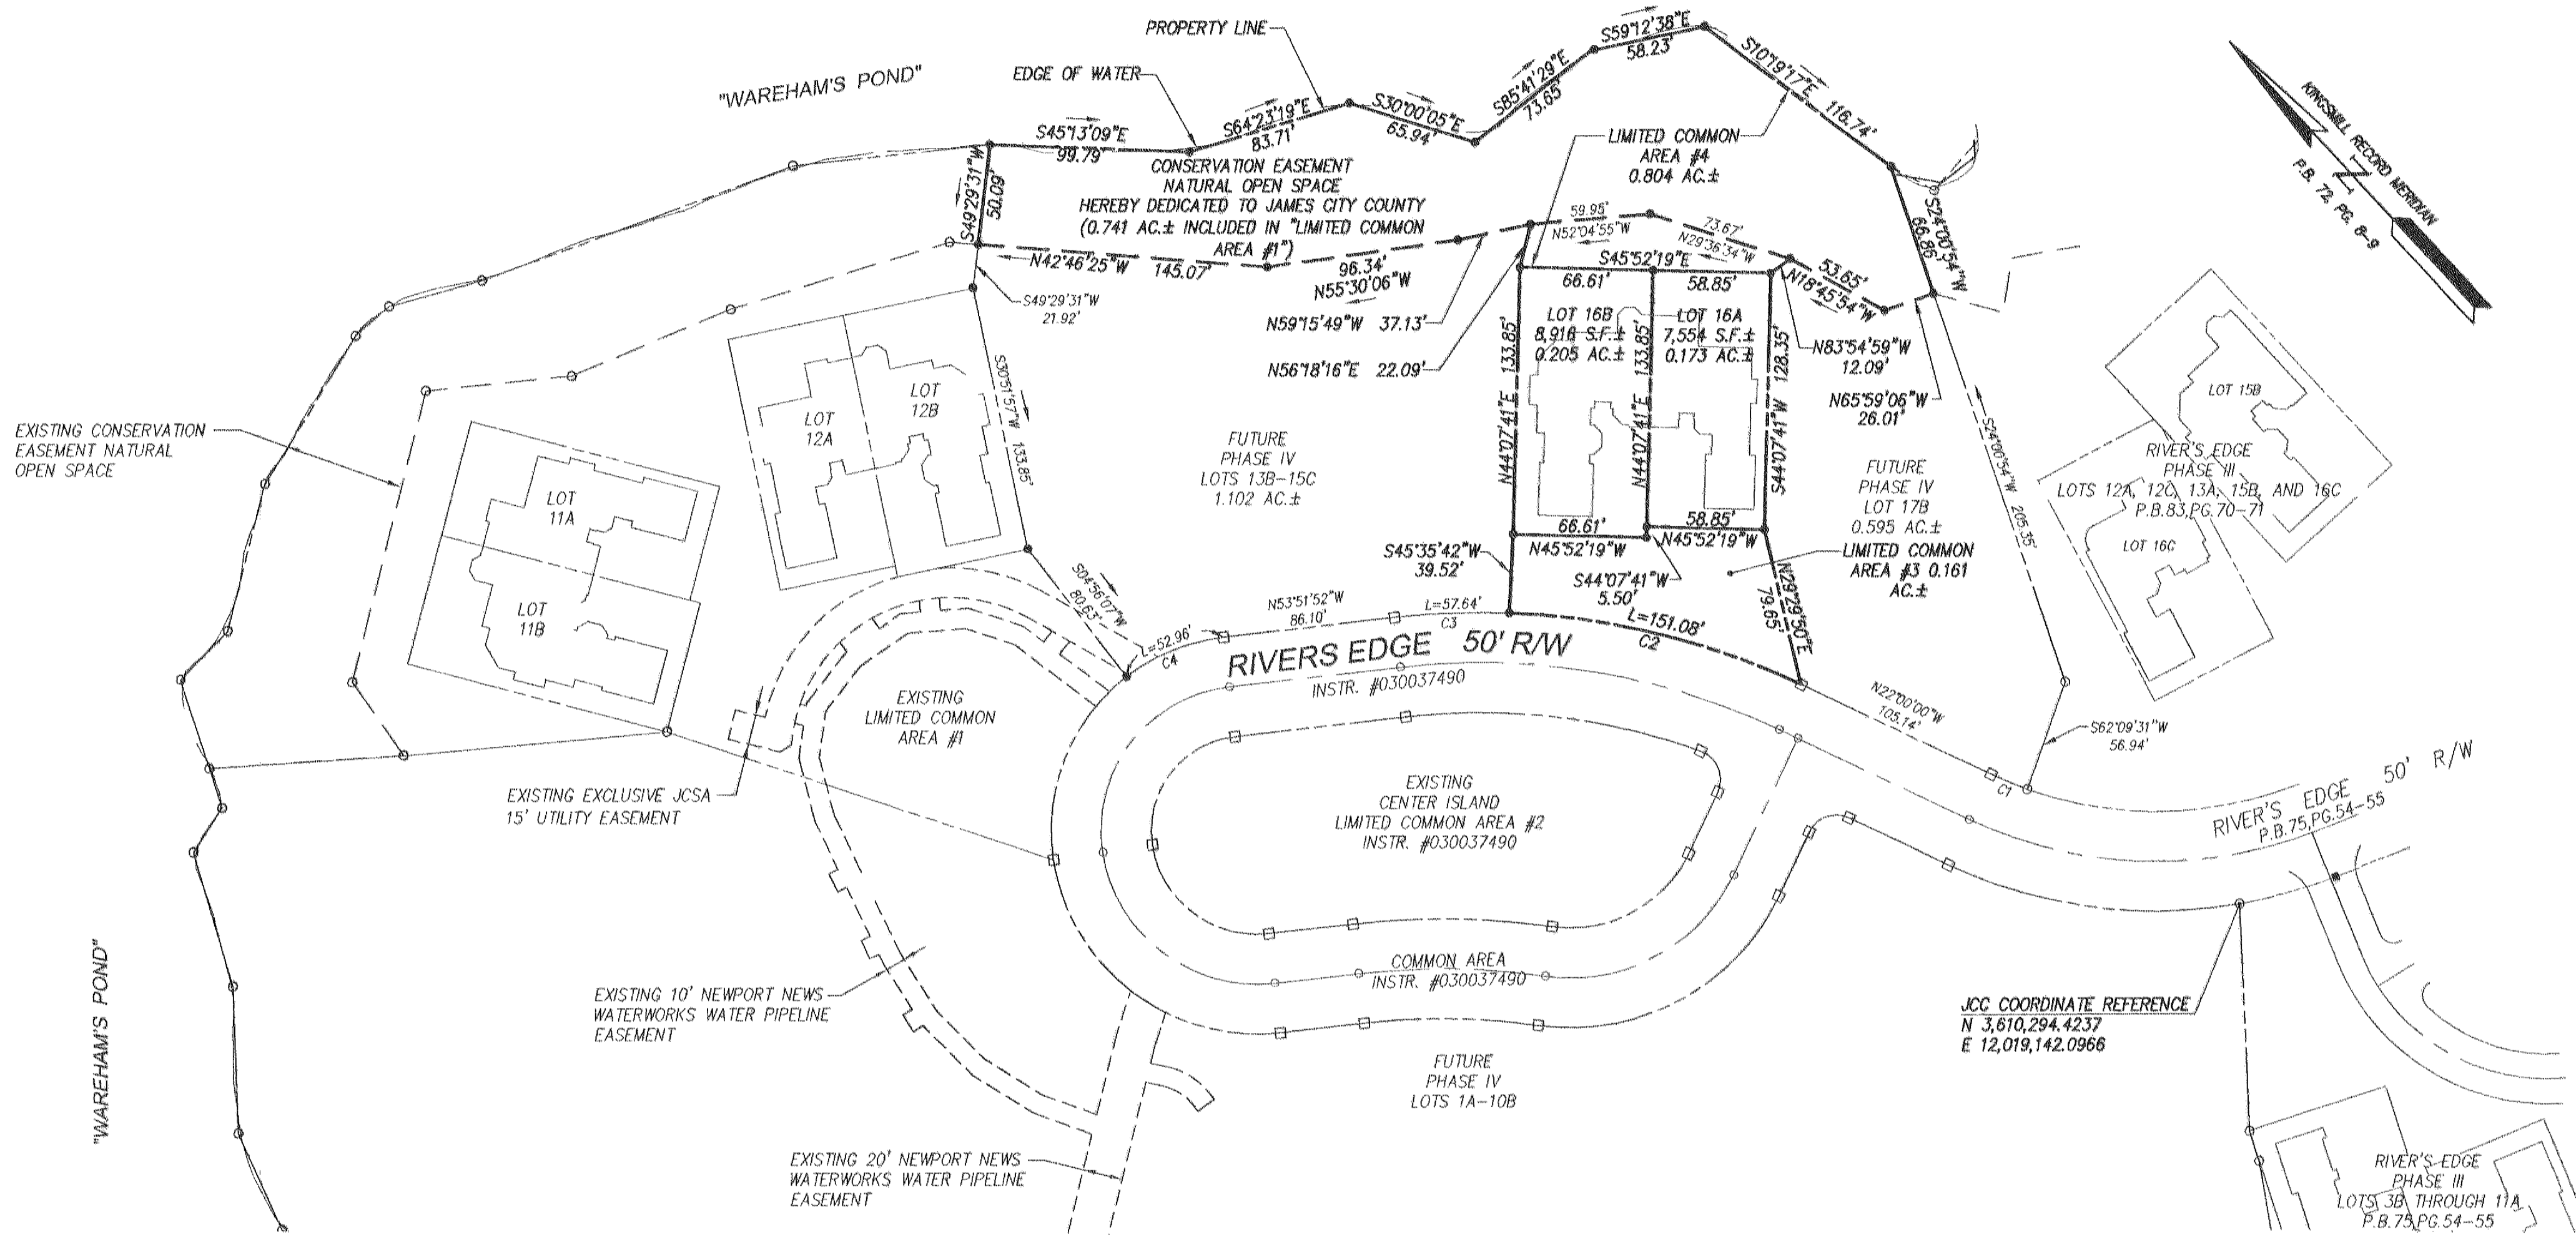 PROPERTY LINE
EDGE OF WATER
"WAREHAM'S POND"
S45°13'09"E
99.79'
S64°23'19"E
83.71'
S30°00'05"E
65.94'
S85°41'29"E
73.65'
S59°12'38"E
58.23'
S10°19'17"E 116.74'
KINGSMILL RECORD MERIDIAN
P.B. 72, PG. 8-9
S49°29'31"W
50.09'
CONSERVATION EASEMENT
NATURAL OPEN SPACE
HEREBY DEDICATED TO JAMES CITY COUNTY
(0.741 AC.± INCLUDED IN "LIMITED COMMON
AREA #1")
LIMITED COMMON
AREA #4
0.804 AC.±
S24°00'54"W
66.86'
N42°46'25"W 145.07'
96.34'
N55°30'06"W
59.95'
N52°04'55"W
73.67'
N29°36'34"W
53.65'
N18°45'54"W
S49°29'31"W
21.92'
N59°15'49"W 37.13'
N56°18'16"E 22.09'
S45°52'19"E
66.61'
58.85'
LOT 16B
8,916 S.F.±
0.205 AC.±
LOT 16A
7,554 S.F.±
0.173 AC.±
N44°07'41"E 133.85'
N44°07'41"E 133.85'
S44°07'41"W 128.35'
N83°54'59"W
12.09'
N65°59'06"W
26.01'
S30°51'57"W 133.85'
LOT
12A
LOT
12B
LOT
11A
LOT
11B
EXISTING CONSERVATION
EASEMENT NATURAL
OPEN SPACE
FUTURE
PHASE IV
LOTS 13B-15C
1.102 AC.±
FUTURE
PHASE IV
LOT 17B
0.595 AC.±
S24°00'54"W 205.35'
LOT 15B
RIVER'S EDGE
PHASE III
LOTS 12A, 12C, 13A, 15B, AND 16C
P.B.83,PG.70-71
LOT 16C
66.61'
N45°52'19"W
58.85'
N45°52'19"W
S45°35'42"W
39.52'
S44°07'41"W
5.50'
LIMITED COMMON
AREA #3 0.161
AC.±
N29°29'50"E
79.65'
S04°56'07"W
80.63'
L=52.96'
C4
N53°51'52"W
86.10'
L=57.64'
C3
L=151.08'
C2
RIVERS EDGE 50' R/W
INSTR. #030037490
N22°00'00"W
105.14'
S62°09'31"W
56.94'
C1
EXISTING
LIMITED COMMON
AREA #1
EXISTING EXCLUSIVE JCSA
15' UTILITY EASEMENT
EXISTING
CENTER ISLAND
LIMITED COMMON AREA #2
INSTR. #030037490
RIVER'S EDGE 50' R/W
P.B.75,PG.54-55
COMMON AREA
INSTR. #030037490
"WAREHAM'S POND"
EXISTING 10' NEWPORT NEWS
WATERWORKS WATER PIPELINE
EASEMENT
JCC COORDINATE REFERENCE
N 3,610,294.4237
E 12,019,142.0966
FUTURE
PHASE IV
LOTS 1A-10B
EXISTING 20' NEWPORT NEWS
WATERWORKS WATER PIPELINE
EASEMENT
RIVER'S EDGE
PHASE III
LOTS 3B THROUGH 11A
P.B.75,PG.54-55